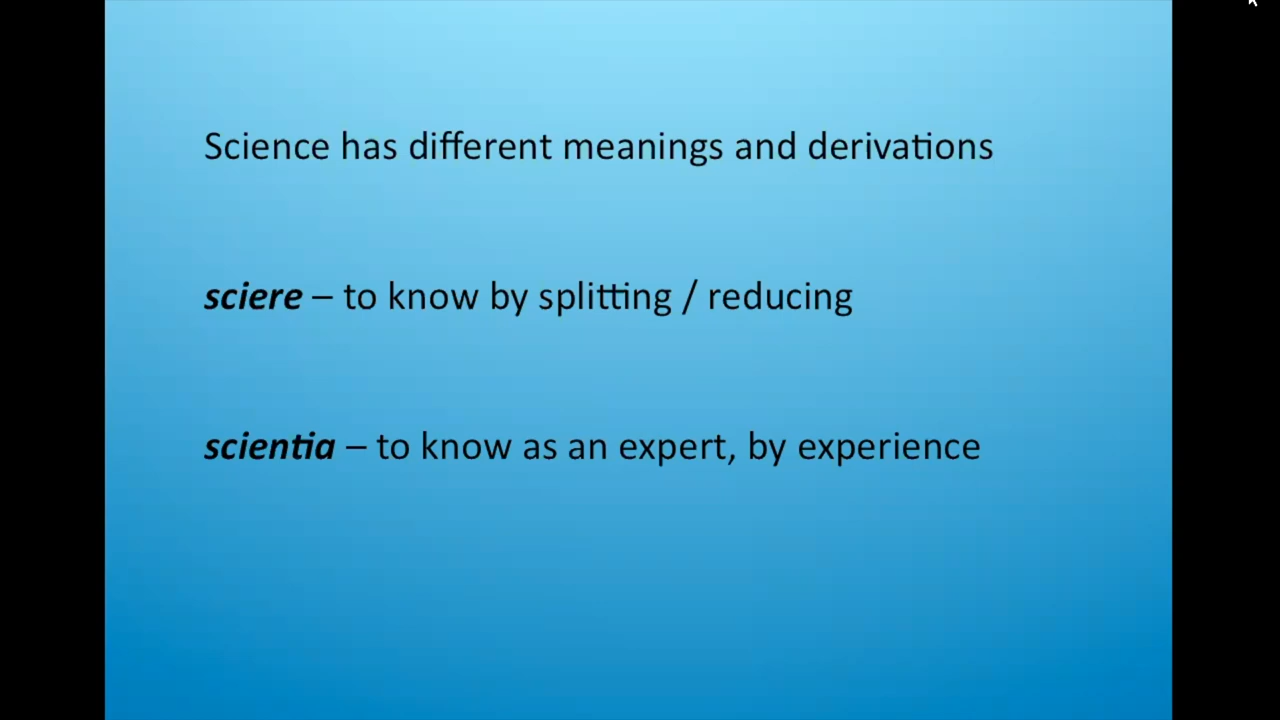 Science has different meanings and derivations
sciere – to know by splitting / reducing
scientia – to know as an expert, by experience